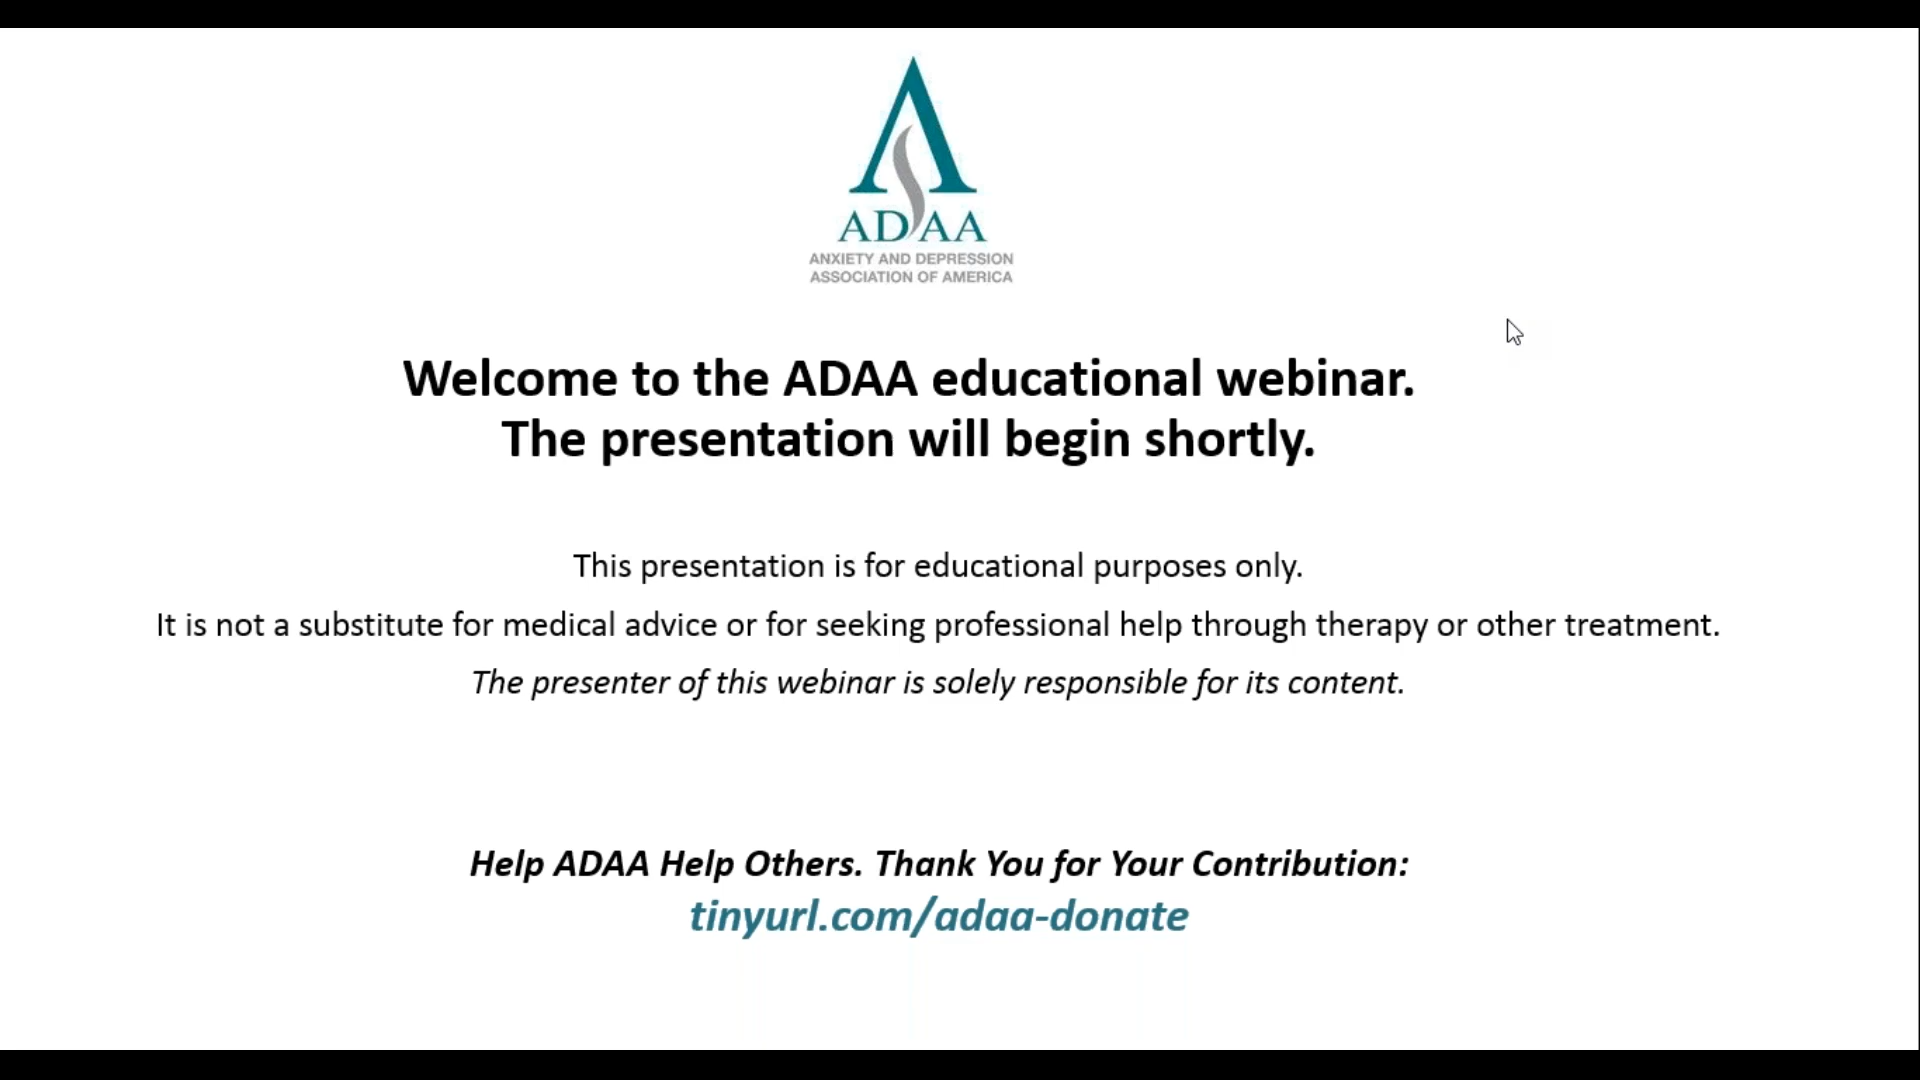 ADAA
ANXIETY AND DEPRESSION
ASSOCIATION OF AMERICA
Welcome to the ADAA educational webinar.
The presentation will begin shortly.
This presentation is for educational purposes only.
It is not a substitute for medical advice or for seeking professional help through therapy or other treatment.
The presenter of this webinar is solely responsible for its content.
Help ADAA Help Others. Thank You for Your Contribution:
tinyurl.com/adaa-donate